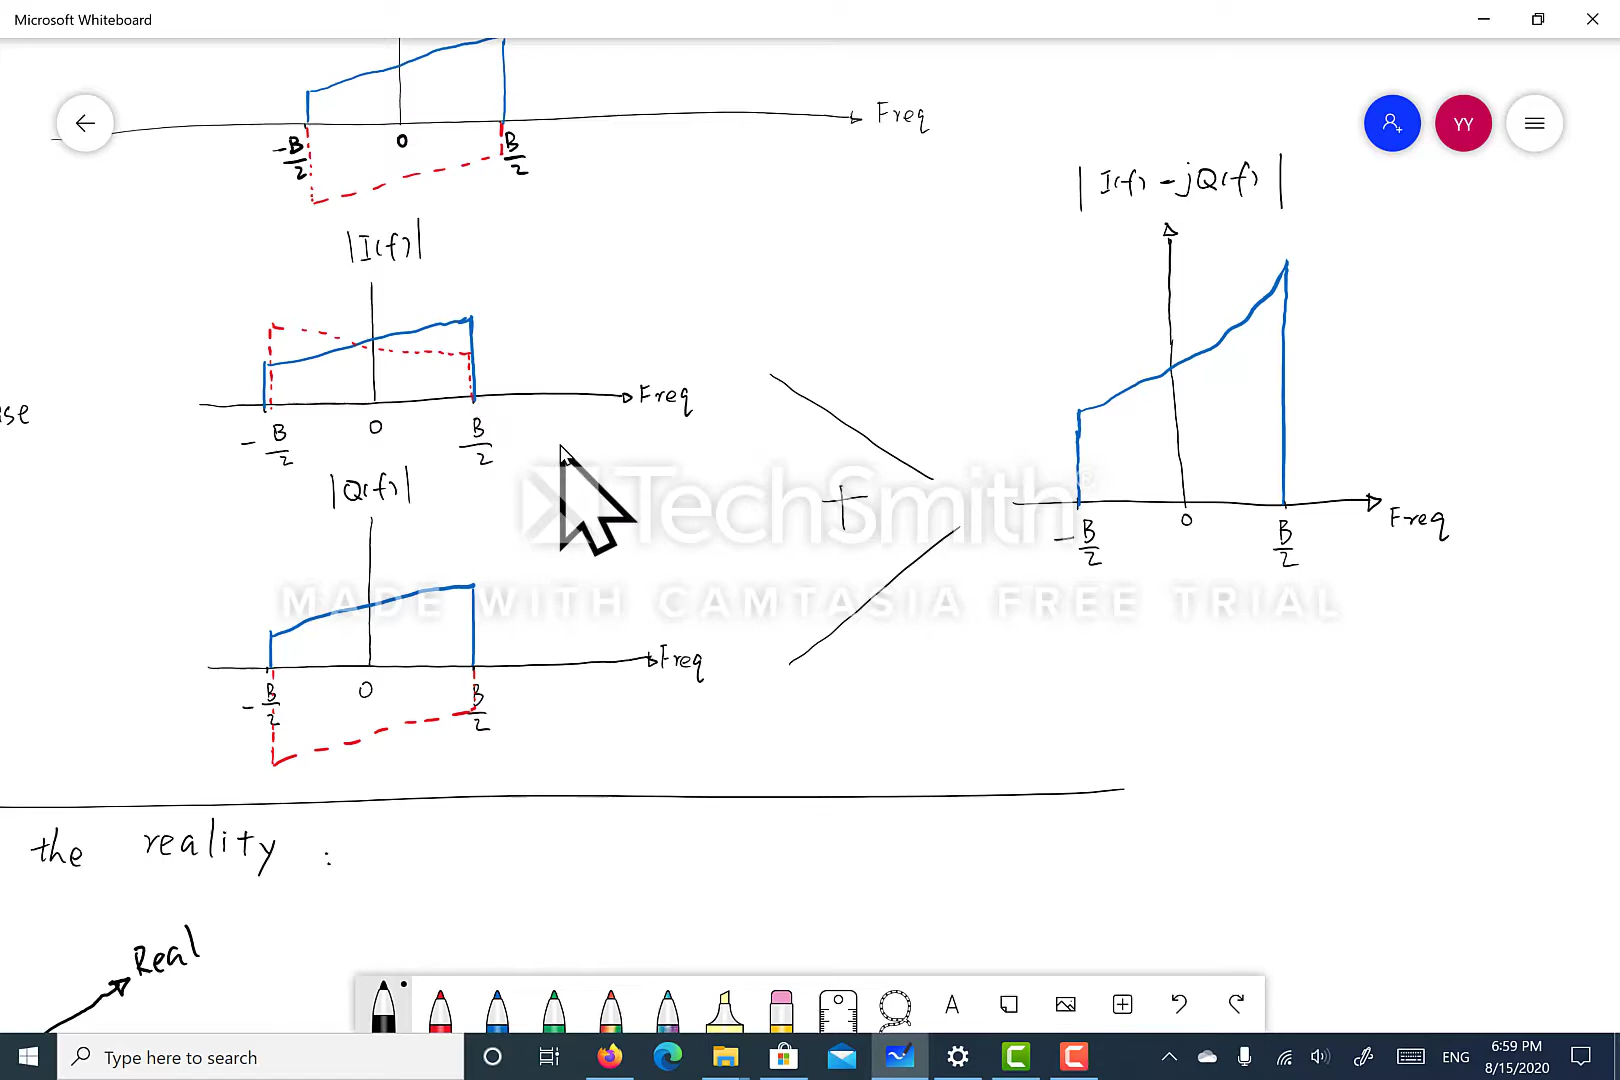 Microsoft Whiteboard
Freq
-B/2 0 B/2
|I(f)|
|I(f) - jQ(f)|
Freq
- B/2 0 B/2
|Q(f)|
+
Freq
- B/2 0 B/2
Freq
- B/2 0 B/2
the reality :
Real
YY
TechSmith®
MADE WITH CAMTASIA FREE TRIAL
A
Type here to search
ENG
6:59 PM
8/15/2020